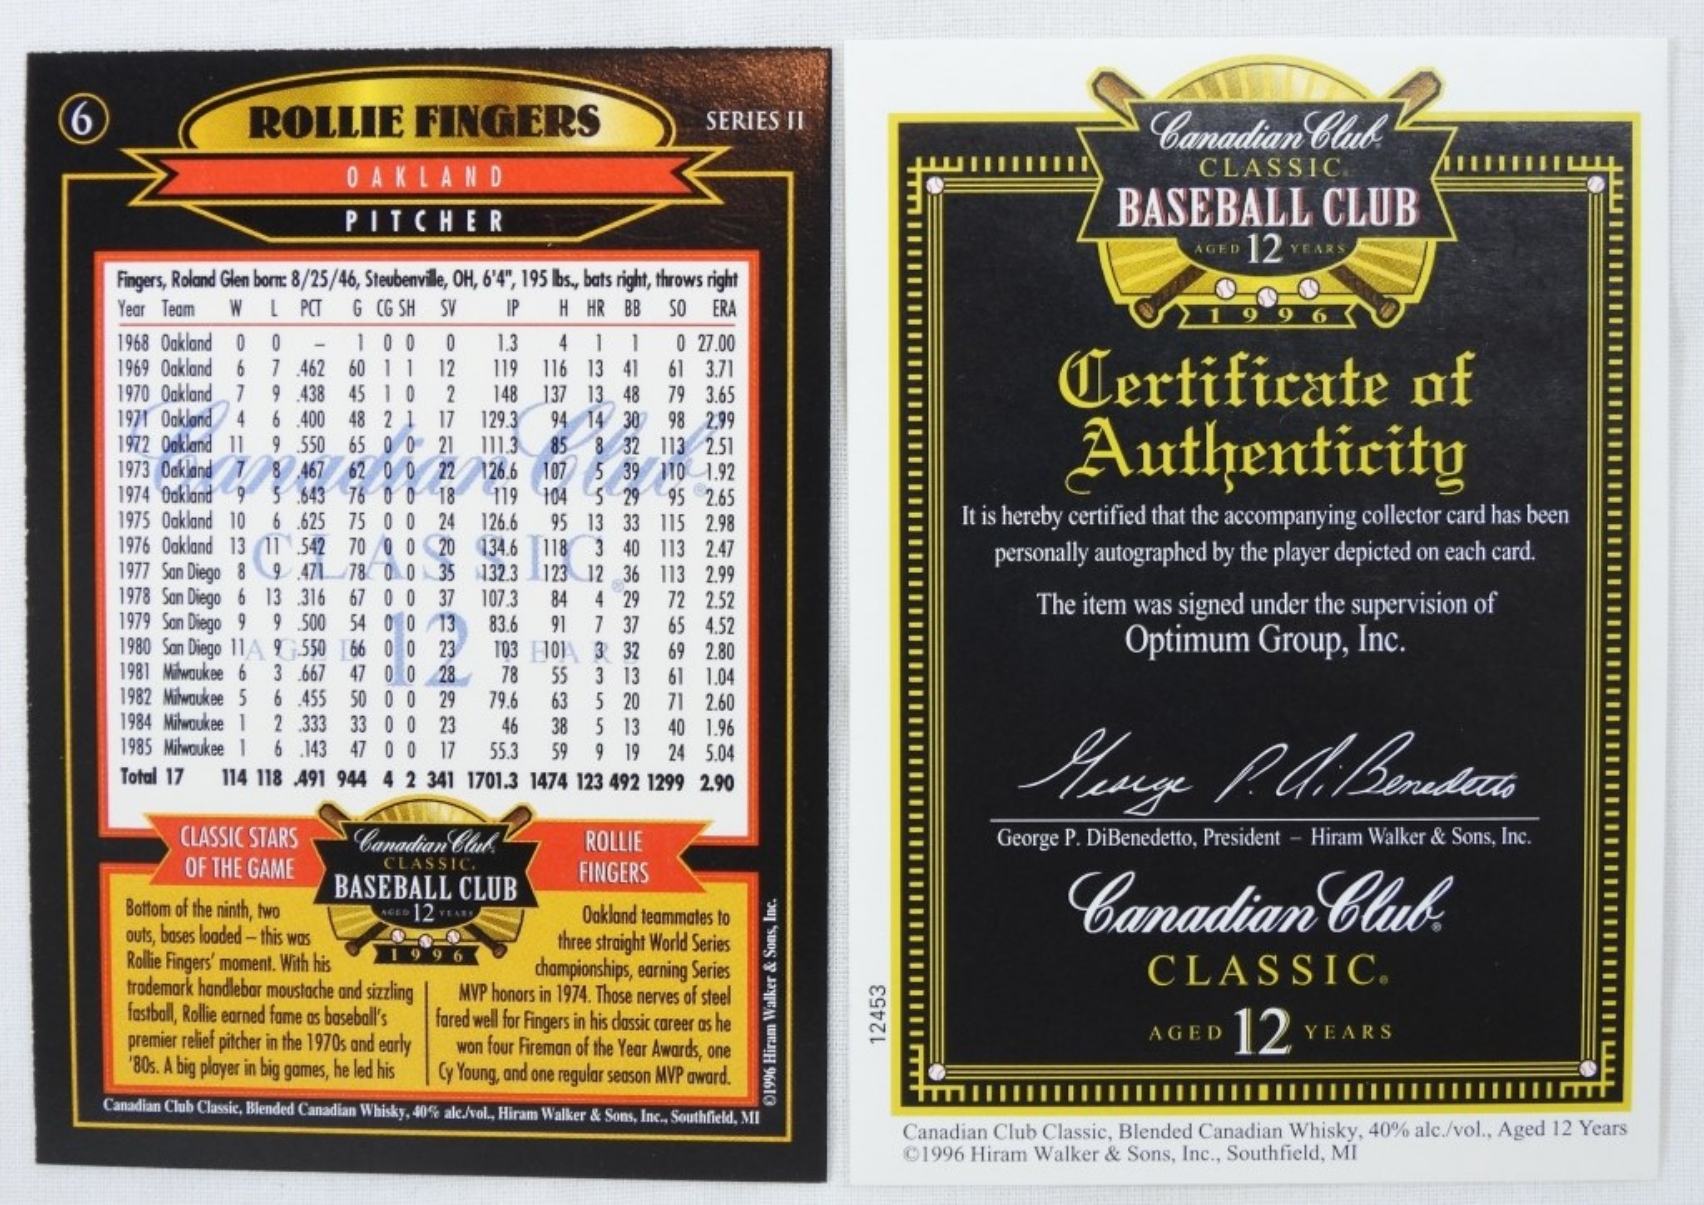 6
ROLLIE FINGERS
SERIES II
OAKLAND
PITCHER
Fingers, Roland Glen born: 8/25/46, Steubenville, OH, 6'4", 195 lbs., bats right, throws right
Year Team W L PCT G CG SH SV IP H HR BB SO ERA
1968 Oakland 0 0 – 1 0 0 0 1.3 4 1 1 0 27.00
1969 Oakland 6 7 .462 60 1 1 12 119 116 13 41 61 3.71
1970 Oakland 7 9 .438 45 1 0 2 148 137 13 48 79 3.65
1971 Oakland 4 6 .400 48 2 1 17 129.3 94 14 30 98 2.99
1972 Oakland 11 9 .550 65 0 0 21 111.3 85 8 32 113 2.51
1973 Oakland 7 8 .467 62 0 0 22 126.6 107 5 39 110 1.92
1974 Oakland 9 5 .643 76 0 0 18 119 104 5 29 95 2.65
1975 Oakland 10 6 .625 75 0 0 24 126.6 95 13 33 115 2.98
1976 Oakland 13 11 .542 70 0 0 20 134.6 118 3 40 113 2.47
1977 San Diego 8 9 .471 78 0 0 35 132.3 123 12 36 113 2.99
1978 San Diego 6 13 .316 67 0 0 37 107.3 84 4 29 72 2.52
1979 San Diego 9 9 .500 54 0 0 13 83.6 91 7 37 65 4.52
1980 San Diego 11 9 .550 66 0 0 23 103 101 3 32 69 2.80
1981 Milwaukee 6 3 .667 47 0 0 28 78 55 3 13 61 1.04
1982 Milwaukee 5 6 .455 50 0 0 29 79.6 63 5 20 71 2.60
1984 Milwaukee 1 2 .333 33 0 0 23 46 38 5 13 40 1.96
1985 Milwaukee 1 6 .143 47 0 0 17 55.3 59 9 19 24 5.04
Total 17 114 118 .491 944 4 2 341 1701.3 1474 123 492 1299 2.90
Canadian Club®
CLASSIC®
AGED 12 YEARS
CLASSIC STARS
OF THE GAME
Canadian Club®
CLASSIC®
BASEBALL CLUB
AGED 12 YEARS
1996
ROLLIE
FINGERS
Bottom of the ninth, two
outs, bases loaded – this was
Rollie Fingers' moment. With his
trademark handlebar moustache and sizzling
fastball, Rollie earned fame as baseball's
premier relief pitcher in the 1970s and early
'80s. A big player in big games, he led his
Oakland teammates to
three straight World Series
championships, earning Series
MVP honors in 1974. Those nerves of steel
fared well for Fingers in his classic career as he
won four Fireman of the Year Awards, one
Cy Young, and one regular season MVP award.
©1996 Hiram Walker & Sons, Inc.
Canadian Club Classic, Blended Canadian Whisky, 40% alc./vol., Hiram Walker & Sons, Inc., Southfield, MI
Canadian Club®
CLASSIC®
BASEBALL CLUB
AGED 12 YEARS
1996
Certificate of
Authenticity
It is hereby certified that the accompanying collector card has been
personally autographed by the player depicted on each card.
The item was signed under the supervision of
Optimum Group, Inc.
George P. DiBenedetto
George P. DiBenedetto, President – Hiram Walker & Sons, Inc.
Canadian Club®
CLASSIC®
AGED 12 YEARS
12453
Canadian Club Classic, Blended Canadian Whisky, 40% alc./vol., Aged 12 Years
©1996 Hiram Walker & Sons, Inc., Southfield, MI